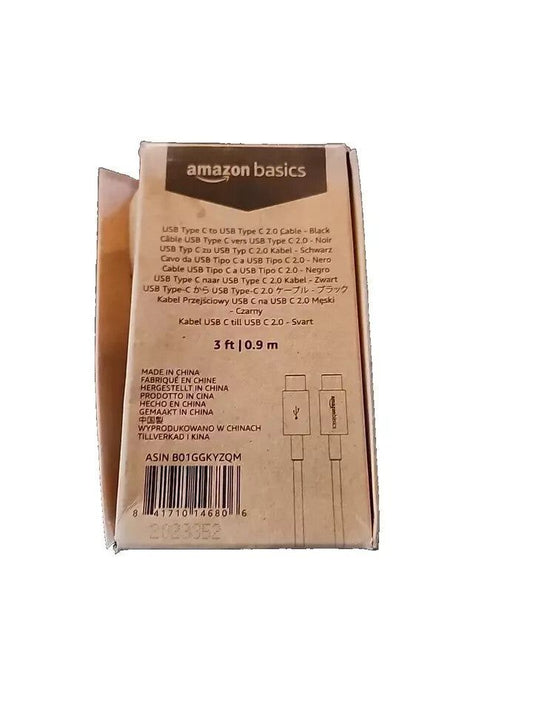 amazon basics
USB Type C to USB Type C 2.0 Cable - Black
Câble USB Type C vers USB Type C 2.0 - Noir
USB Typ C zu USB Typ C 2.0 Kabel - Schwarz
Cavo da USB Tipo C a USB Tipo C 2.0 - Nero
Cable USB Tipo C a USB Tipo C 2.0 - Negro
USB Type C naar USB Type C 2.0 Kabel - Zwart
USB Type-C から USB Type-C 2.0 ケーブル - ブラック
Kabel Przejściowy USB C na USB C 2.0 Męski
- Czarny
Kabel USB C till USB C 2.0 - Svart
3 ft | 0.9 m
MADE IN CHINA
FABRIQUÉ EN CHINE
HERGESTELLT IN CHINA
PRODOTTO IN CINA
HECHO EN CHINA
GEMAAKT IN CHINA
中国製
WYPRODUKOWANO W CHINACH
TILLVERKAD I KINA
amazonbasics
ASIN B01GGKYZQM
8 41710 14680 6
2023352